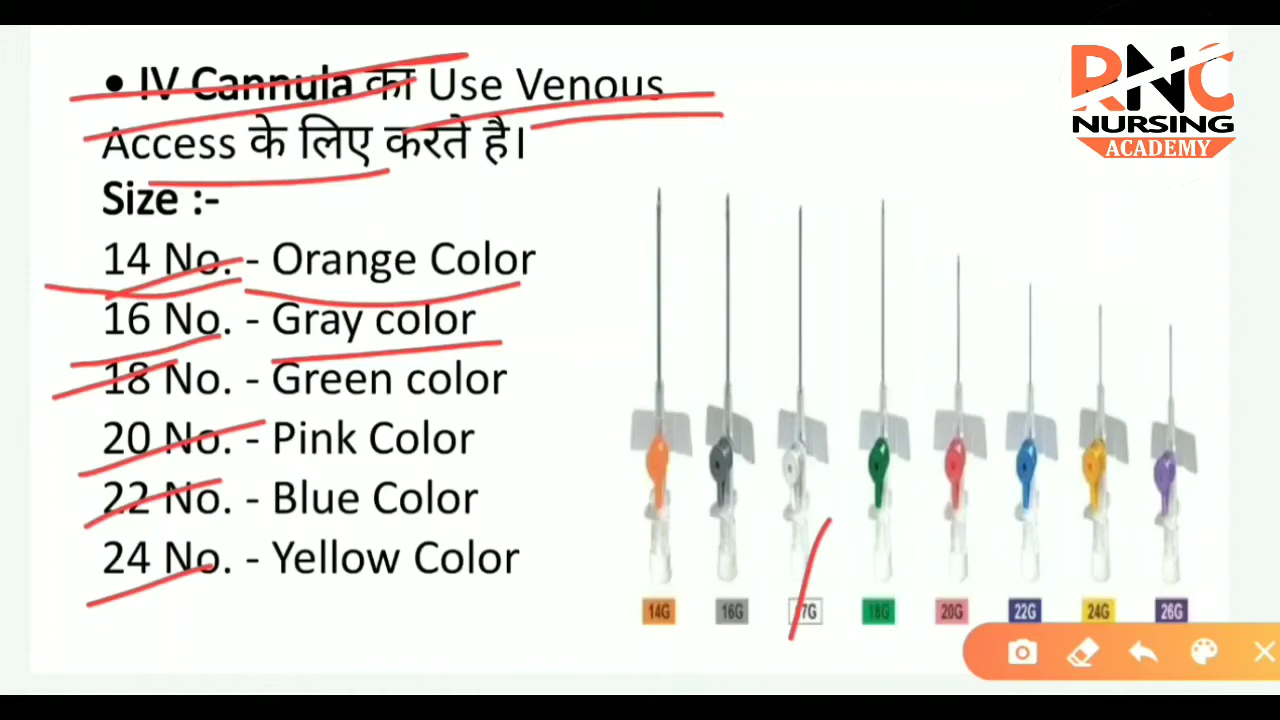 • IV Cannula का Use Venous
Access के लिए करते है।
Size :-
14 No. - Orange Color
16 No. - Gray color
18 No. - Green color
20 No. - Pink Color
22 No. - Blue Color
24 No. - Yellow Color
RNC
NURSING
ACADEMY
14G 16G 17G 18G 20G 22G 24G 26G